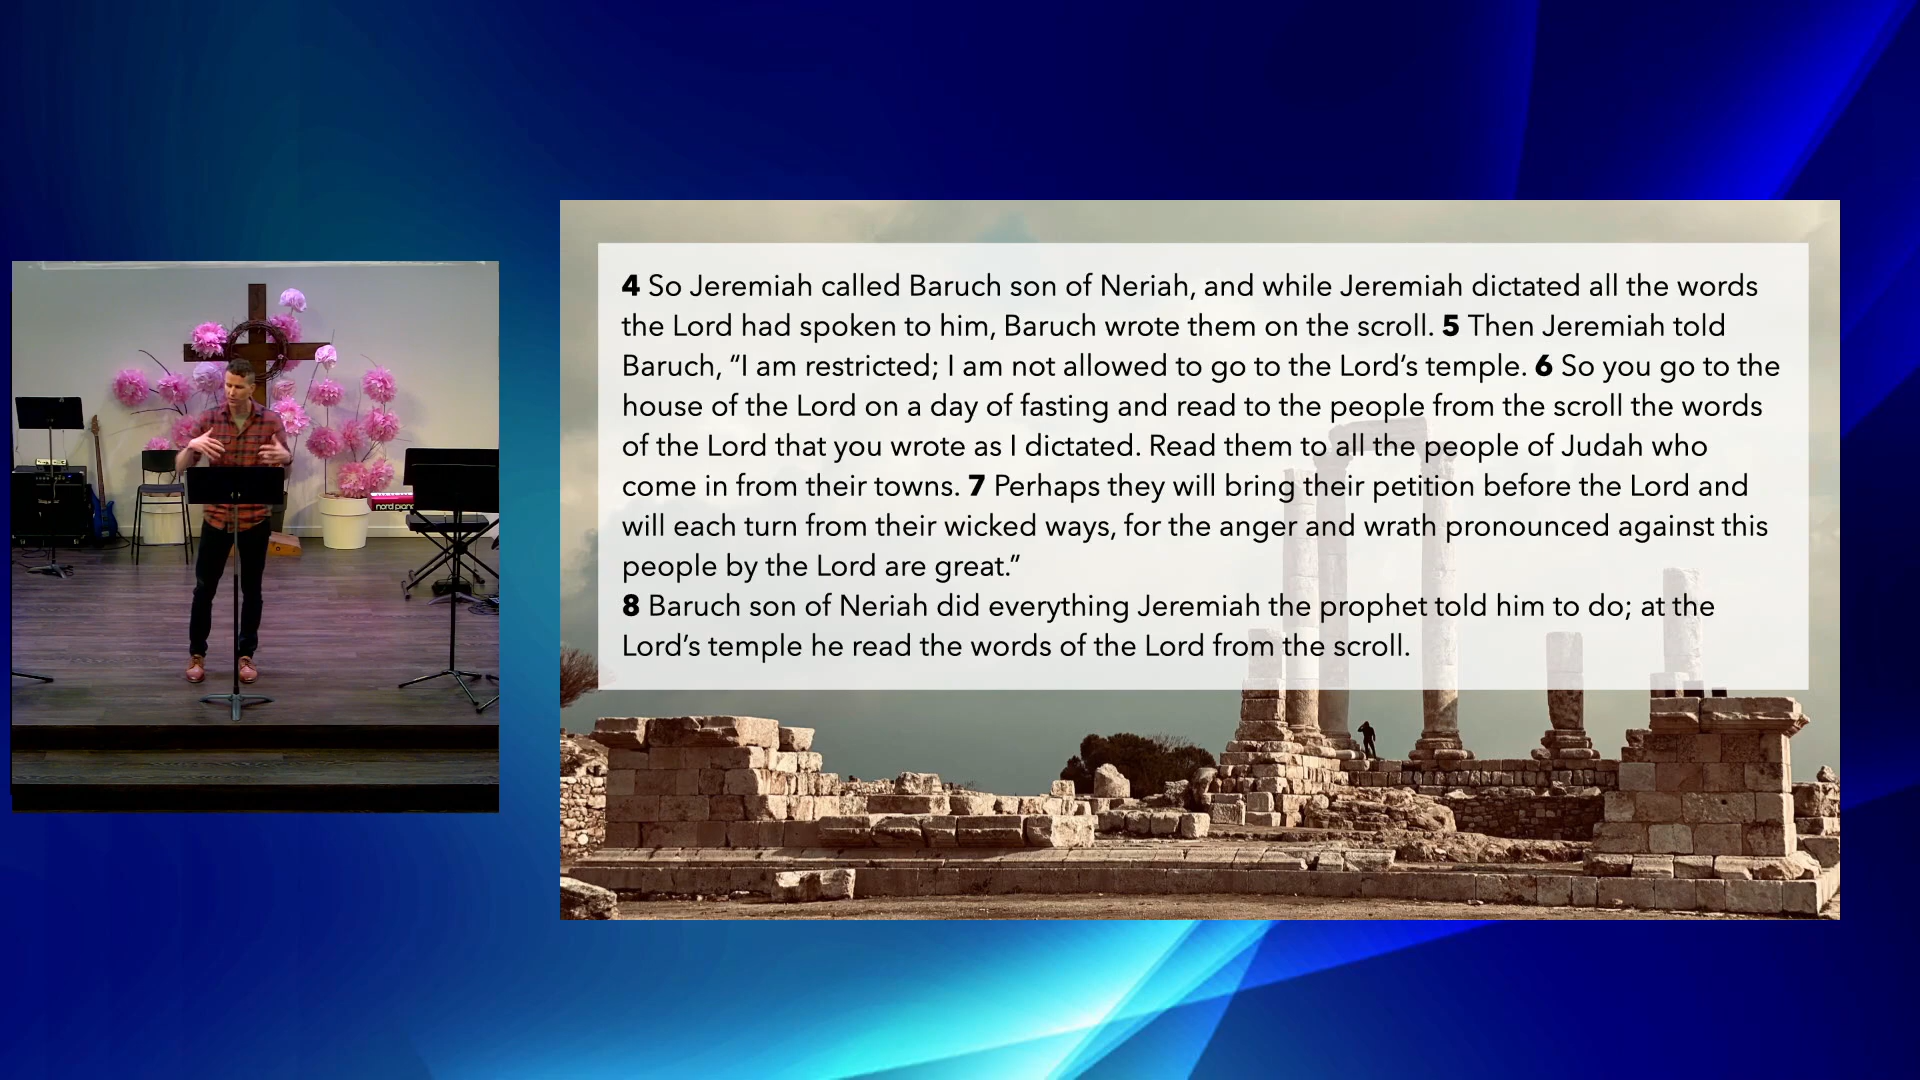 4 So Jeremiah called Baruch son of Neriah, and while Jeremiah dictated all the words
the Lord had spoken to him, Baruch wrote them on the scroll. 5 Then Jeremiah told
Baruch, “I am restricted; I am not allowed to go to the Lord’s temple. 6 So you go to the
house of the Lord on a day of fasting and read to the people from the scroll the words
of the Lord that you wrote as I dictated. Read them to all the people of Judah who
come in from their towns. 7 Perhaps they will bring their petition before the Lord and
will each turn from their wicked ways, for the anger and wrath pronounced against this
people by the Lord are great.”
8 Baruch son of Neriah did everything Jeremiah the prophet told him to do; at the
Lord’s temple he read the words of the Lord from the scroll.
nord piano